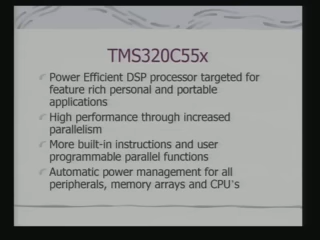 TMS320C55x
Power Efficient DSP processor targeted for
feature rich personal and portable
applications
High performance through increased
parallelism
More built-in instructions and user
programmable parallel functions
Automatic power management for all
peripherals, memory arrays and CPU's